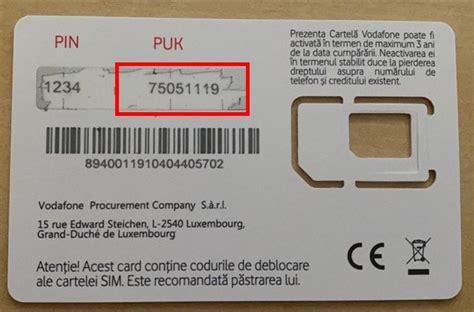 PIN PUK
1234 75051119
8940011910404405702
Vodafone Procurement Company S.à.r.l.
15 rue Edward Steichen, L-2540 Luxembourg,
Grand-Duché de Luxembourg
Atenție! Acest card conține codurile de deblocare
ale cartelei SIM. Este recomandată păstrarea lui.
Prezenta Cartelă Vodafone poate fi
activată în termen de maximum 3 ani
de la data cumpărării. Neactivarea ei
în termenul stabilit duce la pierderea
dreptului asupra numărului de
telefon și creditului existent.
CE